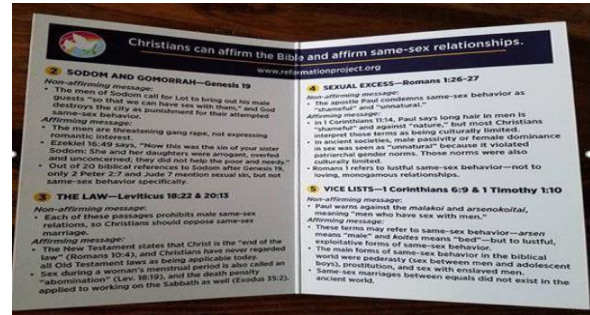 Christians can affirm the Bible and affirm same-sex relationships.
www.reformationproject.org
2 SODOM AND GOMORRAH—Genesis 19
Non-affirming message:
• The men of Sodom call for Lot to bring out his male
guests "so that we can have sex with them," and God
destroys the city as punishment for their attempted
same-sex behavior.
Affirming message:
• The men are threatening gang rape, not expressing
romantic interest.
• Ezekiel 16:49 says, "Now this was the sin of your sister
Sodom: She and her daughters were arrogant, overfed
and unconcerned; they did not help the poor and needy."
• Out of 20 biblical references to Sodom after Genesis 19,
only 2 Peter 2:7 and Jude 7 mention sexual sin, but not
same-sex behavior specifically.
3 THE LAW—Leviticus 18:22 & 20:13
Non-affirming message:
• Each of these passages prohibits male same-sex
relations, so Christians should oppose same-sex
marriage.
Affirming message:
• The New Testament states that Christ is the "end of the
law" (Romans 10:4), and Christians have never regarded
all Old Testament laws as being applicable today.
• Sex during a woman's menstrual period is also called an
"abomination" (Lev. 18:19), and the death penalty
applied to working on the Sabbath as well (Exodus 35:2).
4 SEXUAL EXCESS—Romans 1:26-27
Non-affirming message:
• The apostle Paul condemns same-sex behavior as
"shameful" and "unnatural."
Affirming message:
• In 1 Corinthians 11:14, Paul says long hair in men is
"shameful" and against "nature," but most Christians
interpret those terms as being culturally limited.
• In ancient societies, male passivity or female dominance
in sex was seen as "unnatural" because it violated
patriarchal gender norms. Those norms were also
culturally limited.
• Romans 1 refers to lustful same-sex behavior—not to
loving, monogamous relationships.
5 VICE LISTS—1 Corinthians 6:9 & 1 Timothy 1:10
Non-affirming message:
• Paul warns against the malakoi and arsenokoitai,
meaning "men who have sex with men."
Affirming message:
• These terms may refer to same-sex behavior—arsen
means "male" and koites means "bed"—but to lustful,
exploitative forms of same-sex behavior.
• The main forms of same-sex behavior in the biblical
world were pederasty (sex between men and adolescent
boys), prostitution, and sex with enslaved men.
• Same-sex marriages between equals did not exist in the
ancient world.